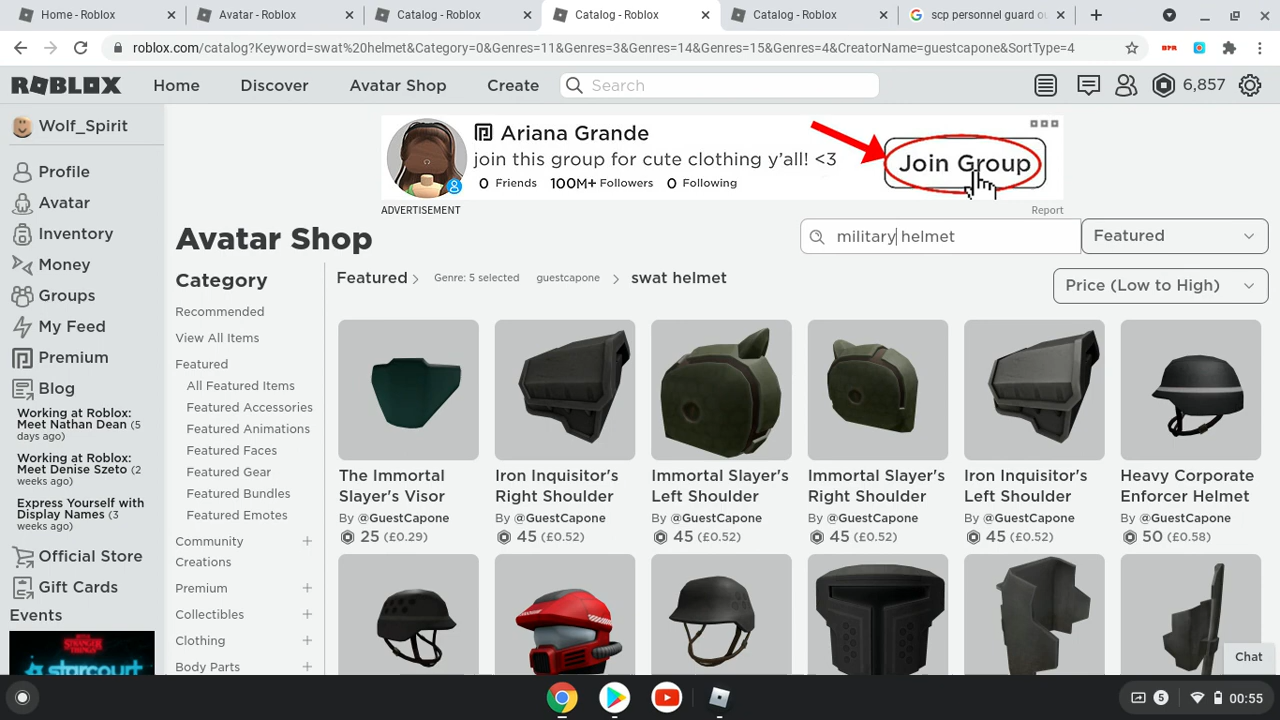 Home - Roblox
Avatar - Roblox
Catalog - Roblox
Catalog - Roblox
Catalog - Roblox
scp personnel guard ou
roblox.com/catalog?Keyword=swat%20helmet&Category=0&Genres=11&Genres=3&Genres=14&Genres=15&Genres=4&CreatorName=guestcapone&SortType=4
ROBLOX
Home
Discover
Avatar Shop
Create
Search
6,857
Wolf_Spirit
Profile
Avatar
Inventory
Money
Groups
My Feed
Premium
Blog
Working at Roblox:
Meet Nathan Dean (5
days ago)
Working at Roblox:
Meet Denise Szeto (2
weeks ago)
Express Yourself with
Display Names (3
weeks ago)
Official Store
Gift Cards
Events
STRANGER
THINGS
starcourt
Ariana Grande
join this group for cute clothing y'all! <3
0 Friends 100M+ Followers 0 Following
Join Group
ADVERTISEMENT
Report
Avatar Shop
military helmet
Featured
Category
Recommended
View All Items
Featured
All Featured Items
Featured Accessories
Featured Animations
Featured Faces
Featured Gear
Featured Bundles
Featured Emotes
Community
Creations
Premium
Collectibles
Clothing
Body Parts
Featured > Genre: 5 selected guestcapone > swat helmet
Price (Low to High)
The Immortal
Slayer's Visor
By @GuestCapone
25 (£0.29)
Iron Inquisitor's
Right Shoulder
By @GuestCapone
45 (£0.52)
Immortal Slayer's
Left Shoulder
By @GuestCapone
45 (£0.52)
Immortal Slayer's
Right Shoulder
By @GuestCapone
45 (£0.52)
Iron Inquisitor's
Left Shoulder
By @GuestCapone
45 (£0.52)
Heavy Corporate
Enforcer Helmet
By @GuestCapone
50 (£0.58)
Chat
5
00:55